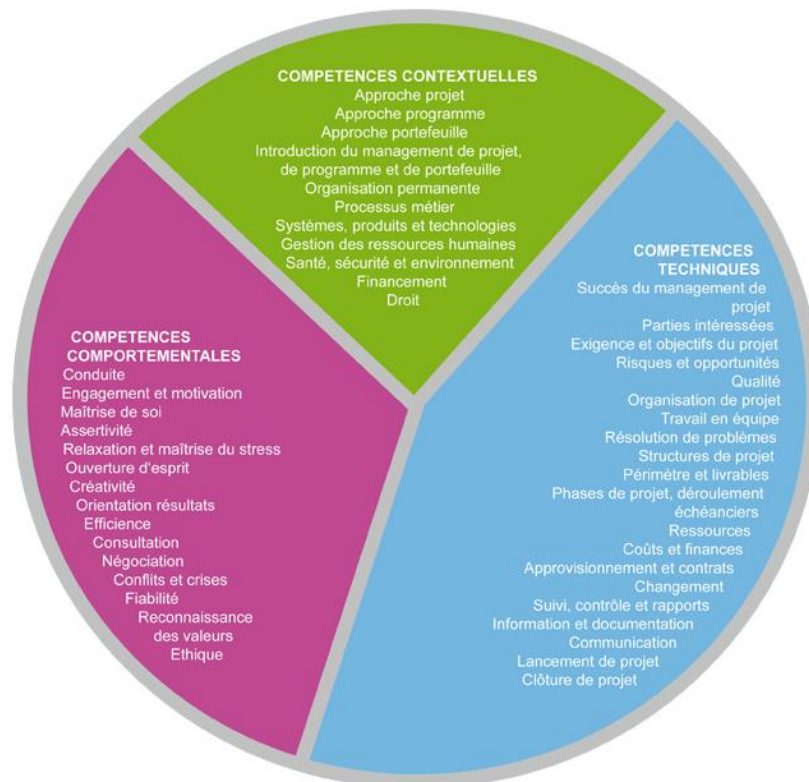 COMPETENCES CONTEXTUELLES
Approche projet
Approche programme
Approche portefeuille
Introduction du management de projet,
de programme et de portefeuille
Organisation permanente
Processus métier
Systèmes, produits et technologies
Gestion des ressources humaines
Santé, sécurité et environnement
Financement
Droit
COMPETENCES
COMPORTEMENTALES
Conduite
Engagement et motivation
Maîtrise de soi
Assertivité
Relaxation et maîtrise du stress
Ouverture d'esprit
Créativité
Orientation résultats
Efficience
Consultation
Négociation
Conflits et crises
Fiabilité
Reconnaissance
des valeurs
Ethique
COMPETENCES
TECHNIQUES
Succès du management de
projet
Parties intéressées
Exigence et objectifs du projet
Risques et opportunités
Qualité
Organisation de projet
Travail en équipe
Résolution de problèmes
Structures de projet
Périmètre et livrables
Phases de projet, déroulement
échéanciers
Ressources
Coûts et finances
Approvisionnement et contrats
Changement
Suivi, contrôle et rapports
Information et documentation
Communication
Lancement de projet
Clôture de projet